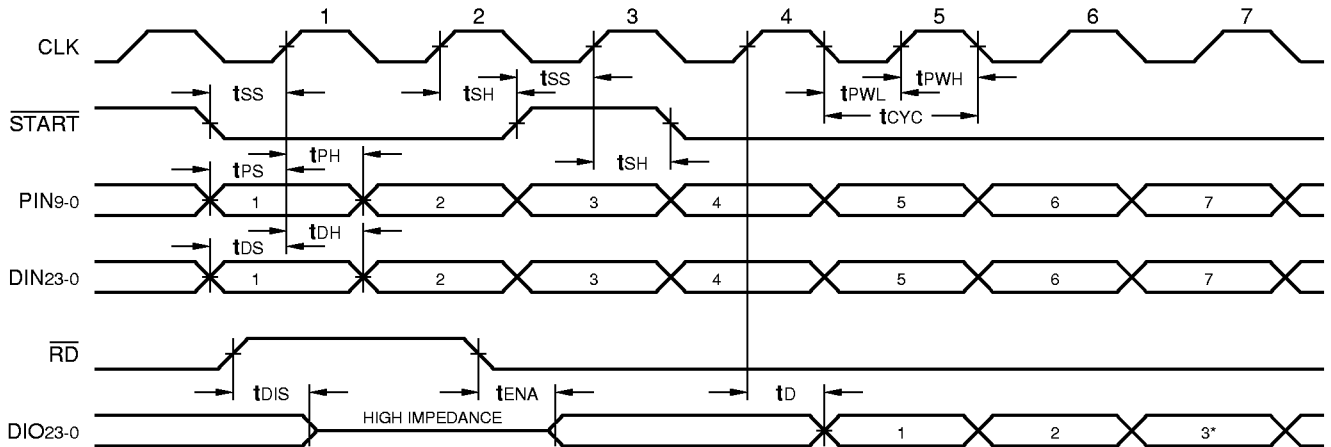 1 2 3 4 5 6 7
CLK
tSS tSH tSS tPWL tPWH
tCYC
START
tPS tPH tSH
PIN9-0 1 2 3 4 5 6 7
tDS tDH
DIN23-0 1 2 3 4 5 6 7
RD
tDIS tENA tD
HIGH IMPEDANCE
DIO23-0 1 2 3*